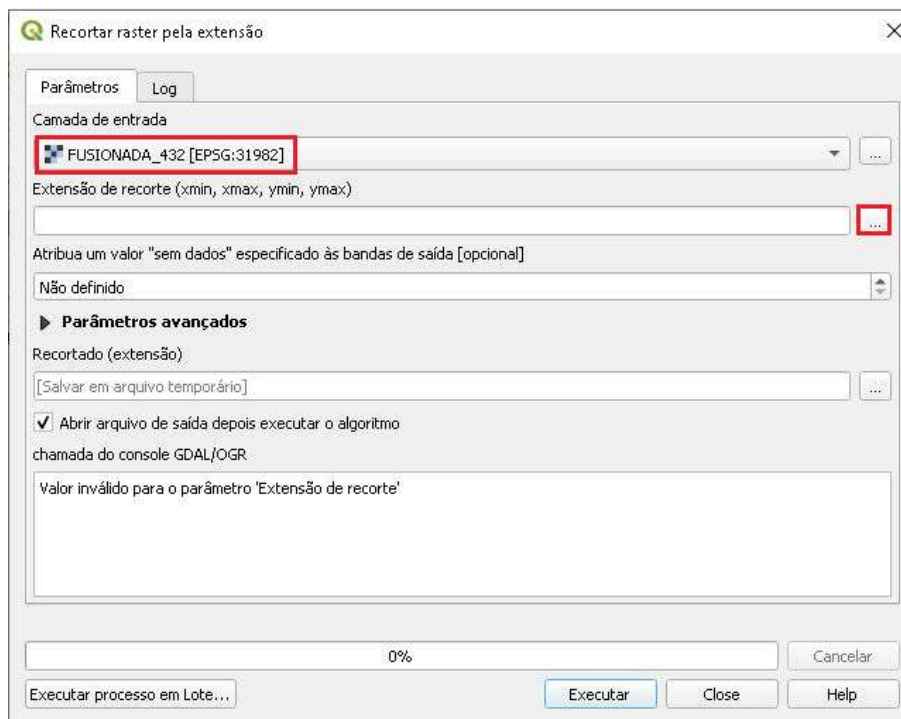 Recortar raster pela extensão
Parâmetros
Log
Camada de entrada
FUSIONADA_432 [EPSG:31982]
...
Extensão de recorte (xmin, xmax, ymin, ymax)
...
Atribua um valor "sem dados" especificado às bandas de saída [opcional]
Não definido
Parâmetros avançados
Recortado (extensão)
[Salvar em arquivo temporário]
...
Abrir arquivo de saída depois executar o algoritmo
chamada do console GDAL/OGR
Valor inválido para o parâmetro 'Extensão de recorte'
0%
Cancelar
Executar processo em Lote...
Executar
Close
Help